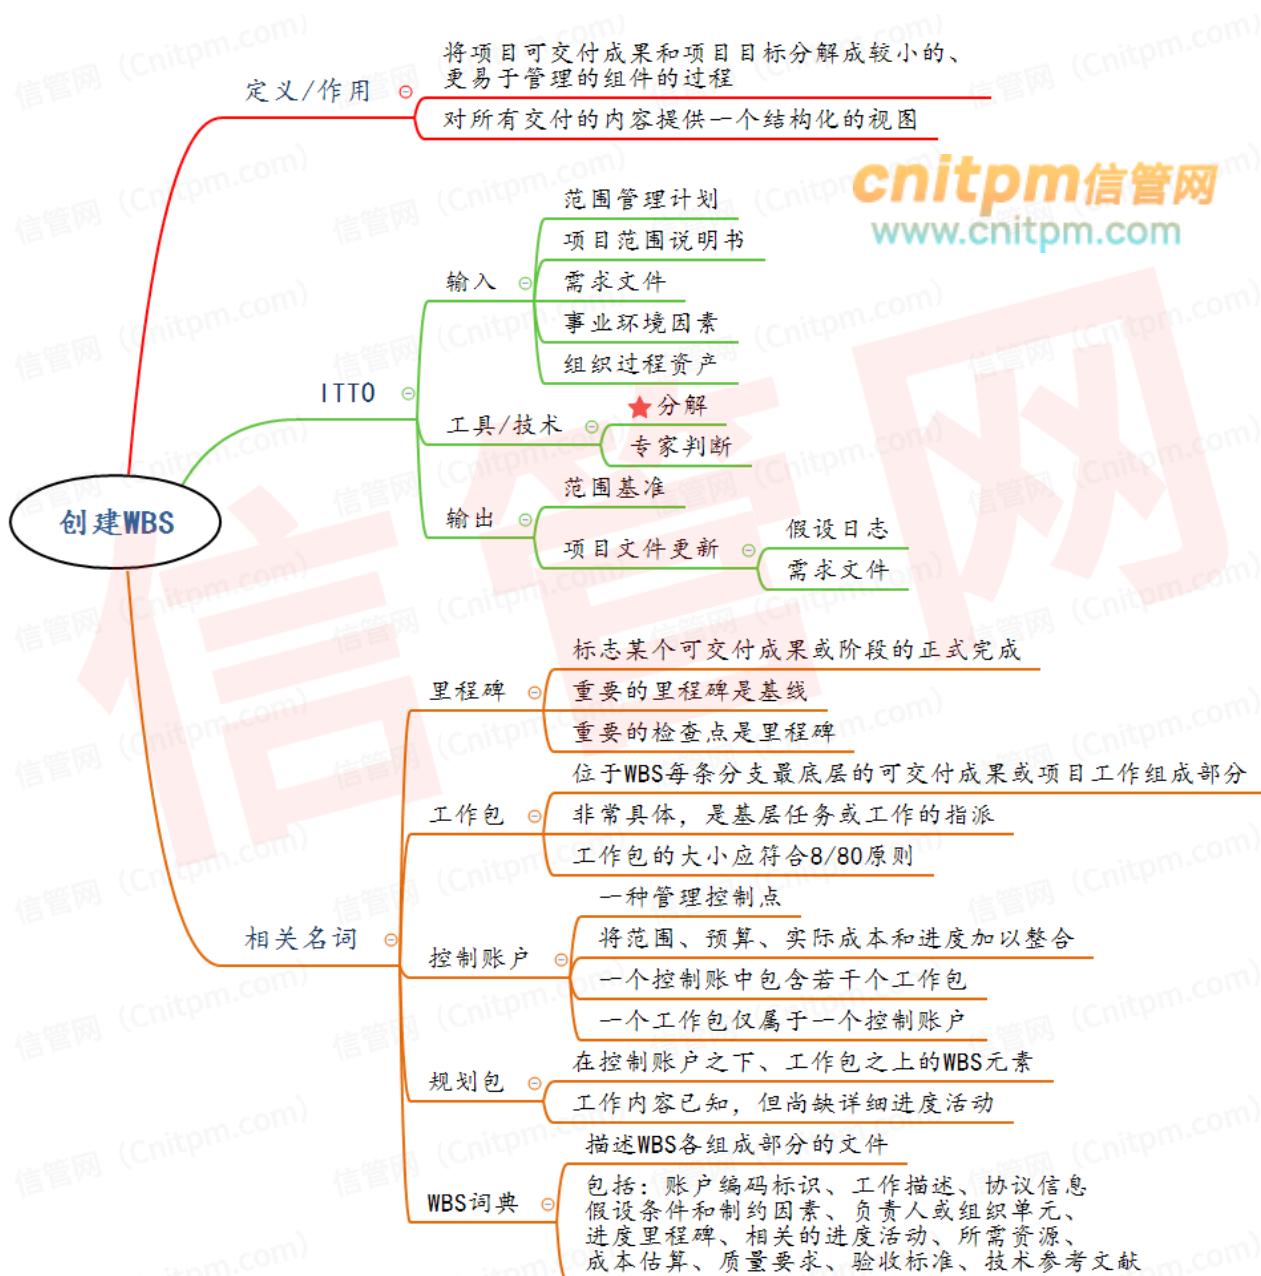 将项目可交付成果和项目目标分解成较小的、
更易于管理的组件的过程
定义/作用
对所有交付的内容提供一个结构化的视图
cnitpm信管网
www.cnitpm.com
范围管理计划
项目范围说明书
输入
需求文件
事业环境因素
组织过程资产
ITTO
分解
工具/技术
专家判断
范围基准
输出
假设日志
项目文件更新
需求文件
创建WBS
标志某个可交付成果或阶段的正式完成
里程碑
重要的里程碑是基线
重要的检查点是里程碑
位于WBS每条分支最底层的可交付成果或项目工作组成部分
工作包
非常具体，是基层任务或工作的指派
工作包的大小应符合8/80原则
一种管理控制点
相关名词
将范围、预算、实际成本和进度加以整合
控制账户
一个控制账中包含若干个工作包
一个工作包仅属于一个控制账户
在控制账户之下、工作包之上的WBS元素
规划包
工作内容已知，但尚缺详细进度活动
描述WBS各组成部分的文件
WBS词典
包括：账户编码标识、工作描述、协议信息
假设条件和制约因素、负责人或组织单元、
进度里程碑、相关的进度活动、所需资源、
成本估算、质量要求、验收标准、技术参考文献
信管网
信管网（Cnitpm.com）